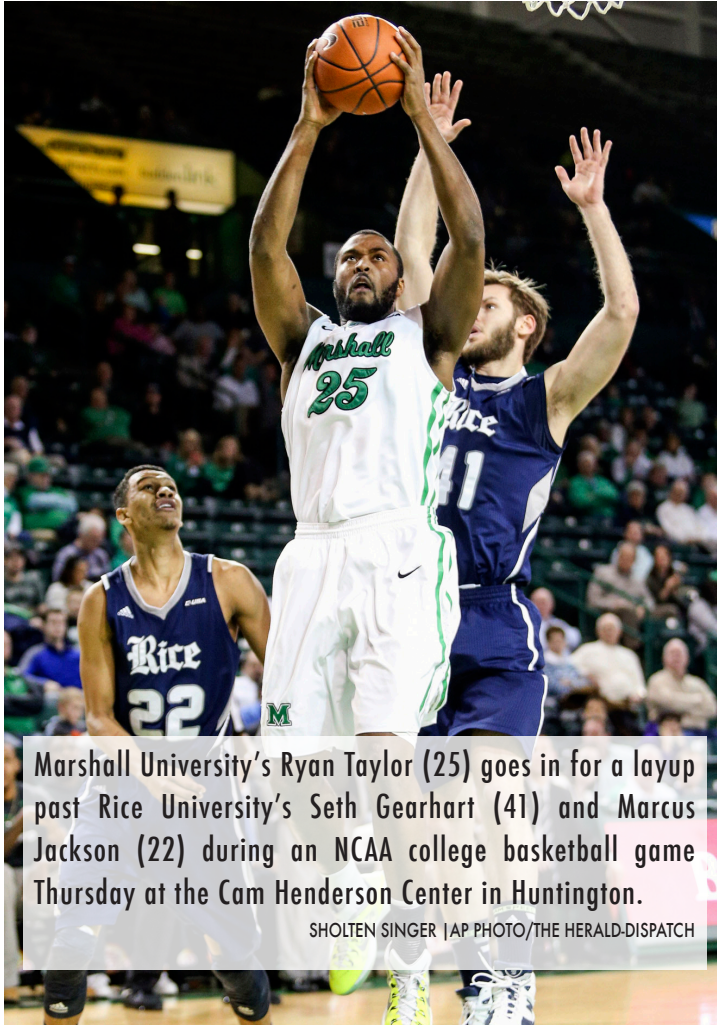 Marshall
25
Rice
41
C-USA
Rice
22
M
Marshall University’s Ryan Taylor (25) goes in for a layup
past Rice University’s Seth Gearhart (41) and Marcus
Jackson (22) during an NCAA college basketball game
Thursday at the Cam Henderson Center in Huntington.
SHOLTEN SINGER |AP PHOTO/THE HERALD-DISPATCH